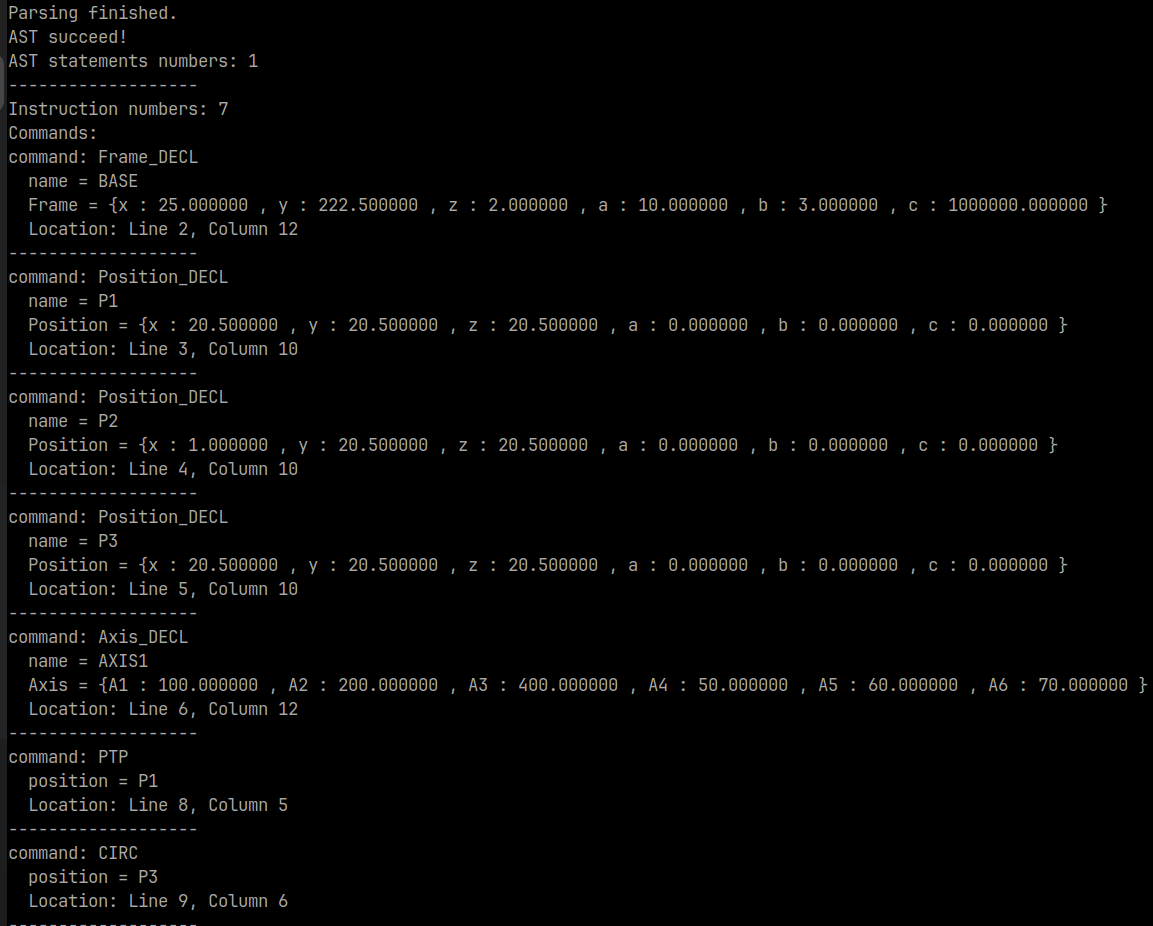 Parsing finished.
AST succeed!
AST statements numbers: 1
-------------------
Instruction numbers: 7
Commands:
command: Frame_DECL
  name = BASE
  Frame = {x : 25.000000 , y : 222.500000 , z : 2.000000 , a : 10.000000 , b : 3.000000 , c : 1000000.000000 }
  Location: Line 2, Column 12
-------------------
command: Position_DECL
  name = P1
  Position = {x : 20.500000 , y : 20.500000 , z : 20.500000 , a : 0.000000 , b : 0.000000 , c : 0.000000 }
  Location: Line 3, Column 10
-------------------
command: Position_DECL
  name = P2
  Position = {x : 1.000000 , y : 20.500000 , z : 20.500000 , a : 0.000000 , b : 0.000000 , c : 0.000000 }
  Location: Line 4, Column 10
-------------------
command: Position_DECL
  name = P3
  Position = {x : 20.500000 , y : 20.500000 , z : 20.500000 , a : 0.000000 , b : 0.000000 , c : 0.000000 }
  Location: Line 5, Column 10
-------------------
command: Axis_DECL
  name = AXIS1
  Axis = {A1 : 100.000000 , A2 : 200.000000 , A3 : 400.000000 , A4 : 50.000000 , A5 : 60.000000 , A6 : 70.000000 }
  Location: Line 6, Column 12
-------------------
command: PTP
  position = P1
  Location: Line 8, Column 5
-------------------
command: CIRC
  position = P3
  Location: Line 9, Column 6
-------------------